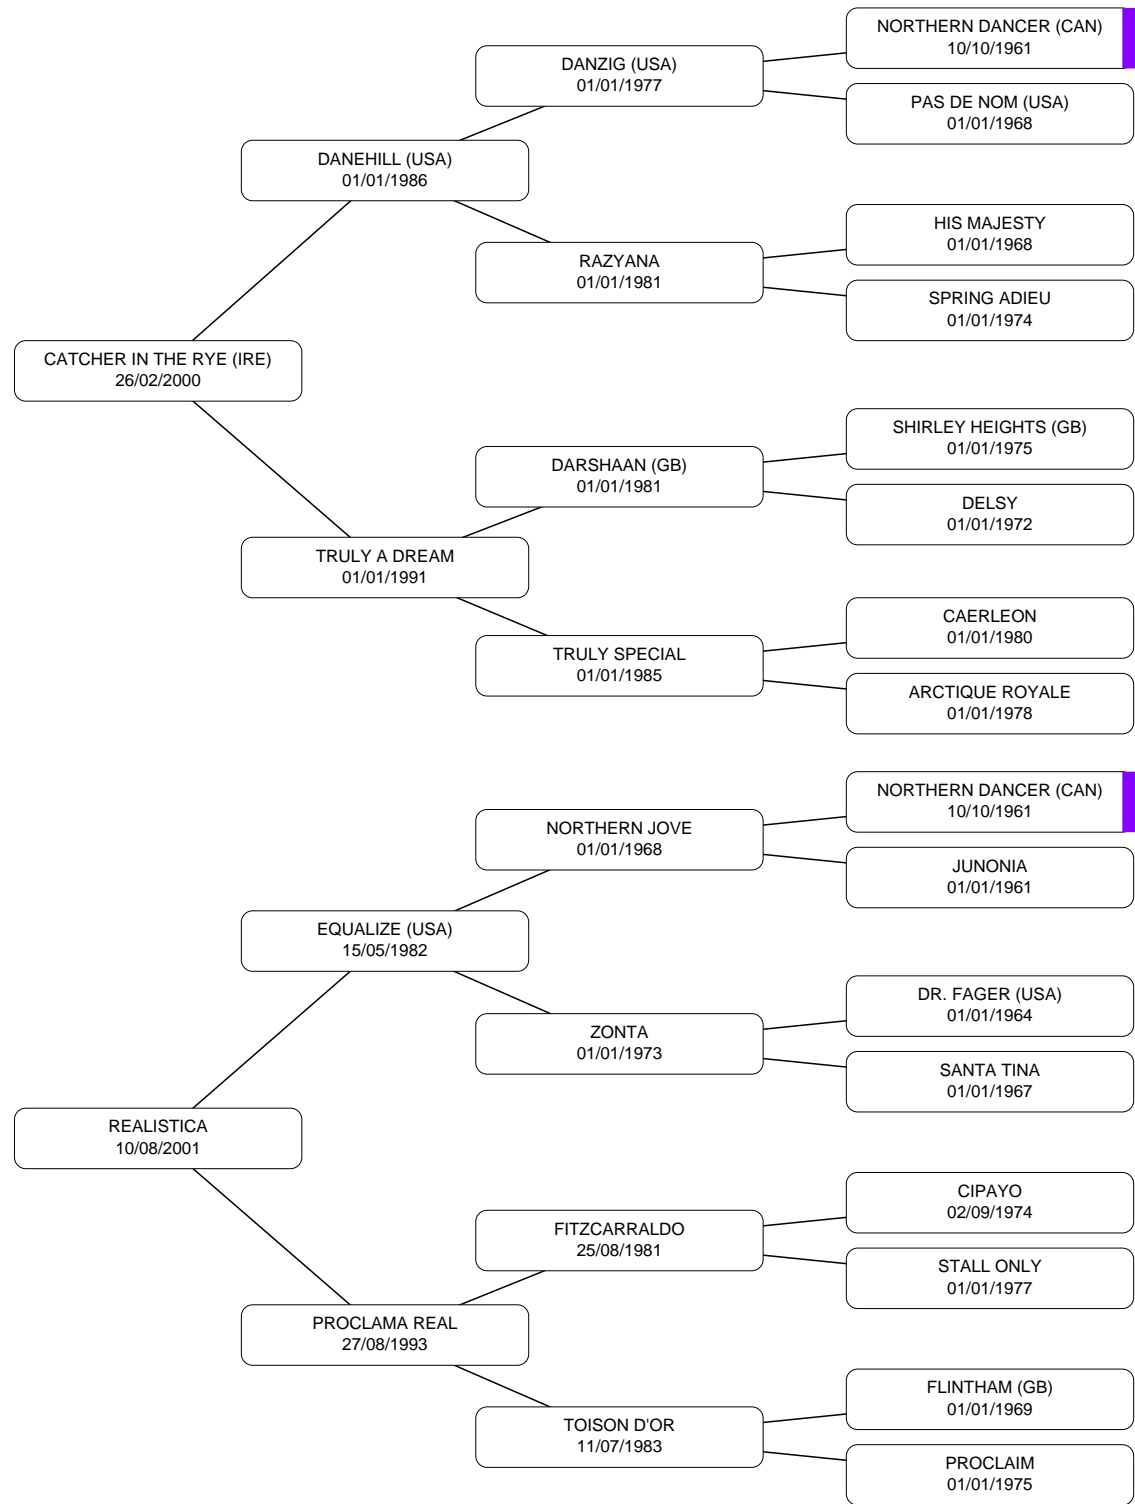 NORTHERN DANCER (CAN)
10/10/1961
DANZIG (USA)
01/01/1977
PAS DE NOM (USA)
01/01/1968
DANEHILL (USA)
01/01/1986
HIS MAJESTY
01/01/1968
RAZYANA
01/01/1981
SPRING ADIEU
01/01/1974
CATCHER IN THE RYE (IRE)
26/02/2000
SHIRLEY HEIGHTS (GB)
01/01/1975
DARSHAAN (GB)
01/01/1981
DELSY
01/01/1972
TRULY A DREAM
01/01/1991
CAERLEON
01/01/1980
TRULY SPECIAL
01/01/1985
ARCTIQUE ROYALE
01/01/1978
NORTHERN DANCER (CAN)
10/10/1961
NORTHERN JOVE
01/01/1968
JUNONIA
01/01/1961
EQUALIZE (USA)
15/05/1982
DR. FAGER (USA)
01/01/1964
ZONTA
01/01/1973
SANTA TINA
01/01/1967
REALISTICA
10/08/2001
CIPAYO
02/09/1974
FITZCARRALDO
25/08/1981
STALL ONLY
01/01/1977
PROCLAMA REAL
27/08/1993
FLINTHAM (GB)
01/01/1969
TOISON D'OR
11/07/1983
PROCLAIM
01/01/1975